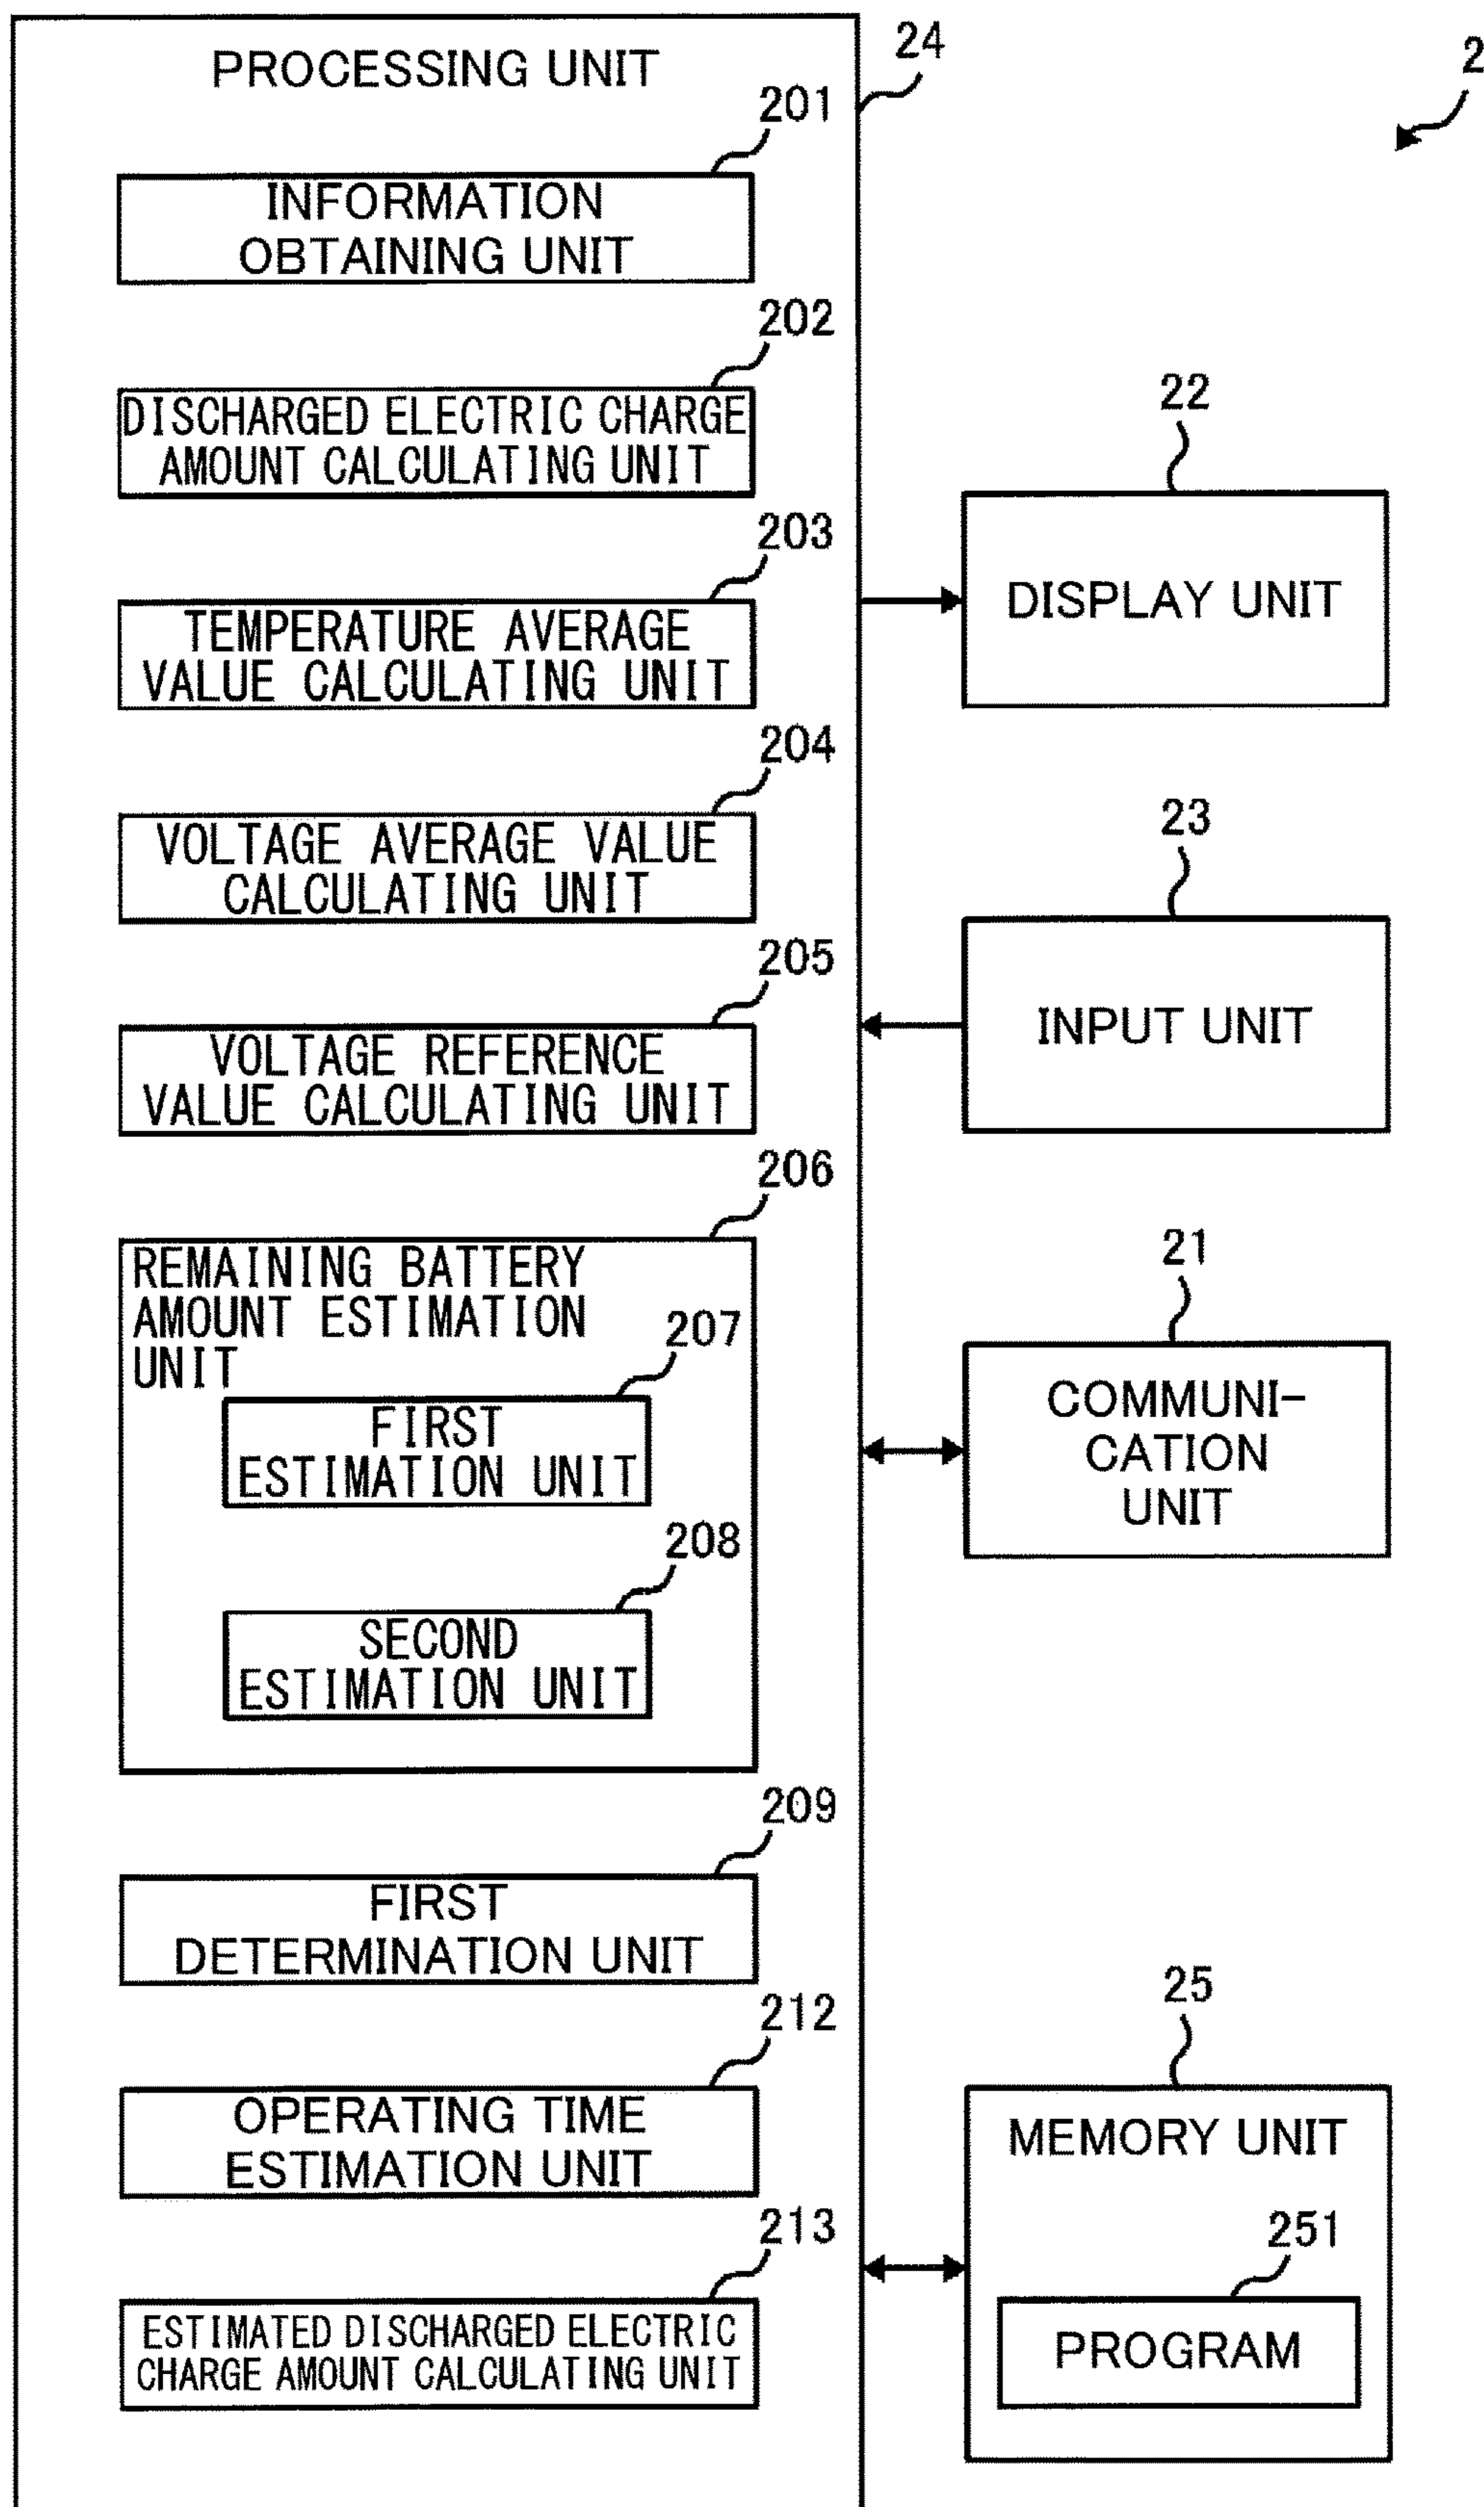 PROCESSING UNIT
24
2
201
INFORMATION
OBTAINING UNIT
202
DISCHARGED ELECTRIC CHARGE
AMOUNT CALCULATING UNIT
203
TEMPERATURE AVERAGE
VALUE CALCULATING UNIT
204
VOLTAGE AVERAGE VALUE
CALCULATING UNIT
205
VOLTAGE REFERENCE
VALUE CALCULATING UNIT
206
REMAINING BATTERY
AMOUNT ESTIMATION
UNIT
207
FIRST
ESTIMATION UNIT
208
SECOND
ESTIMATION UNIT
209
FIRST
DETERMINATION UNIT
212
OPERATING TIME
ESTIMATION UNIT
213
ESTIMATED DISCHARGED ELECTRIC
CHARGE AMOUNT CALCULATING UNIT
22
DISPLAY UNIT
23
INPUT UNIT
21
COMMUNI-
CATION
UNIT
25
MEMORY UNIT
251
PROGRAM